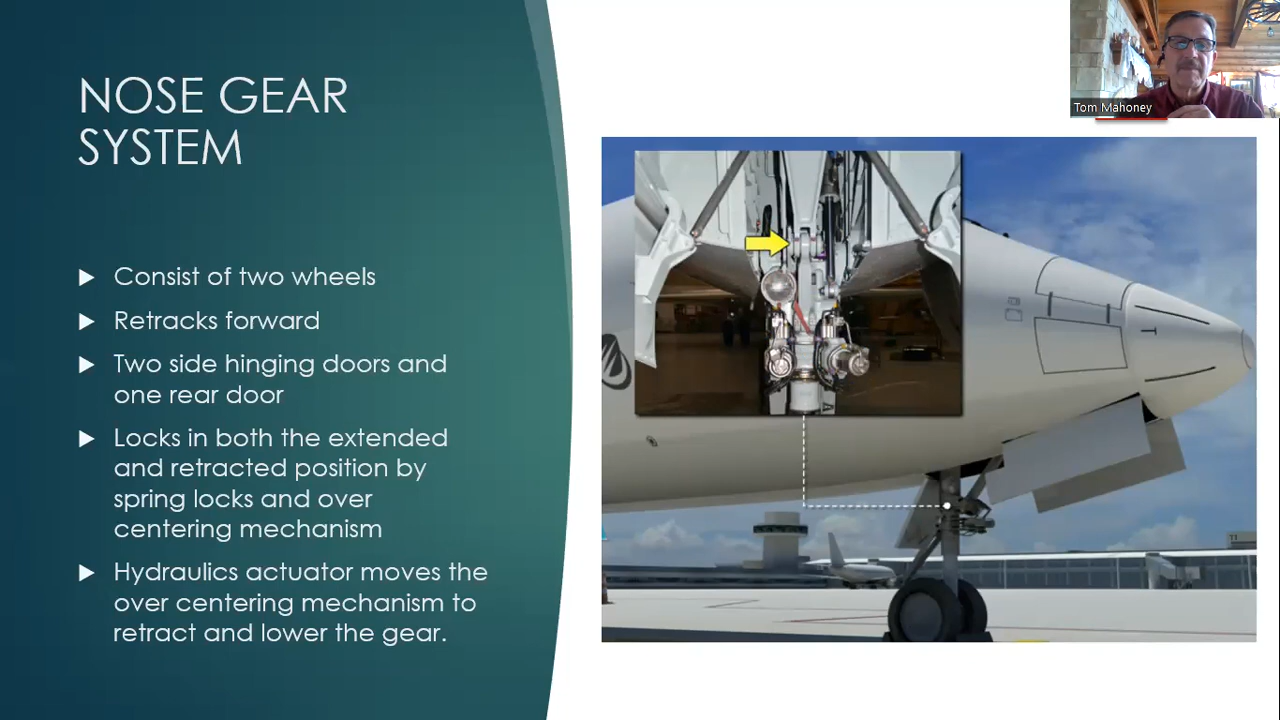 NOSE GEAR
SYSTEM
Consist of two wheels
Retracks forward
Two side hinging doors and
one rear door
Locks in both the extended
and retracted position by
spring locks and over
centering mechanism
Hydraulics actuator moves the
over centering mechanism to
retract and lower the gear.
Tom Mahoney
11